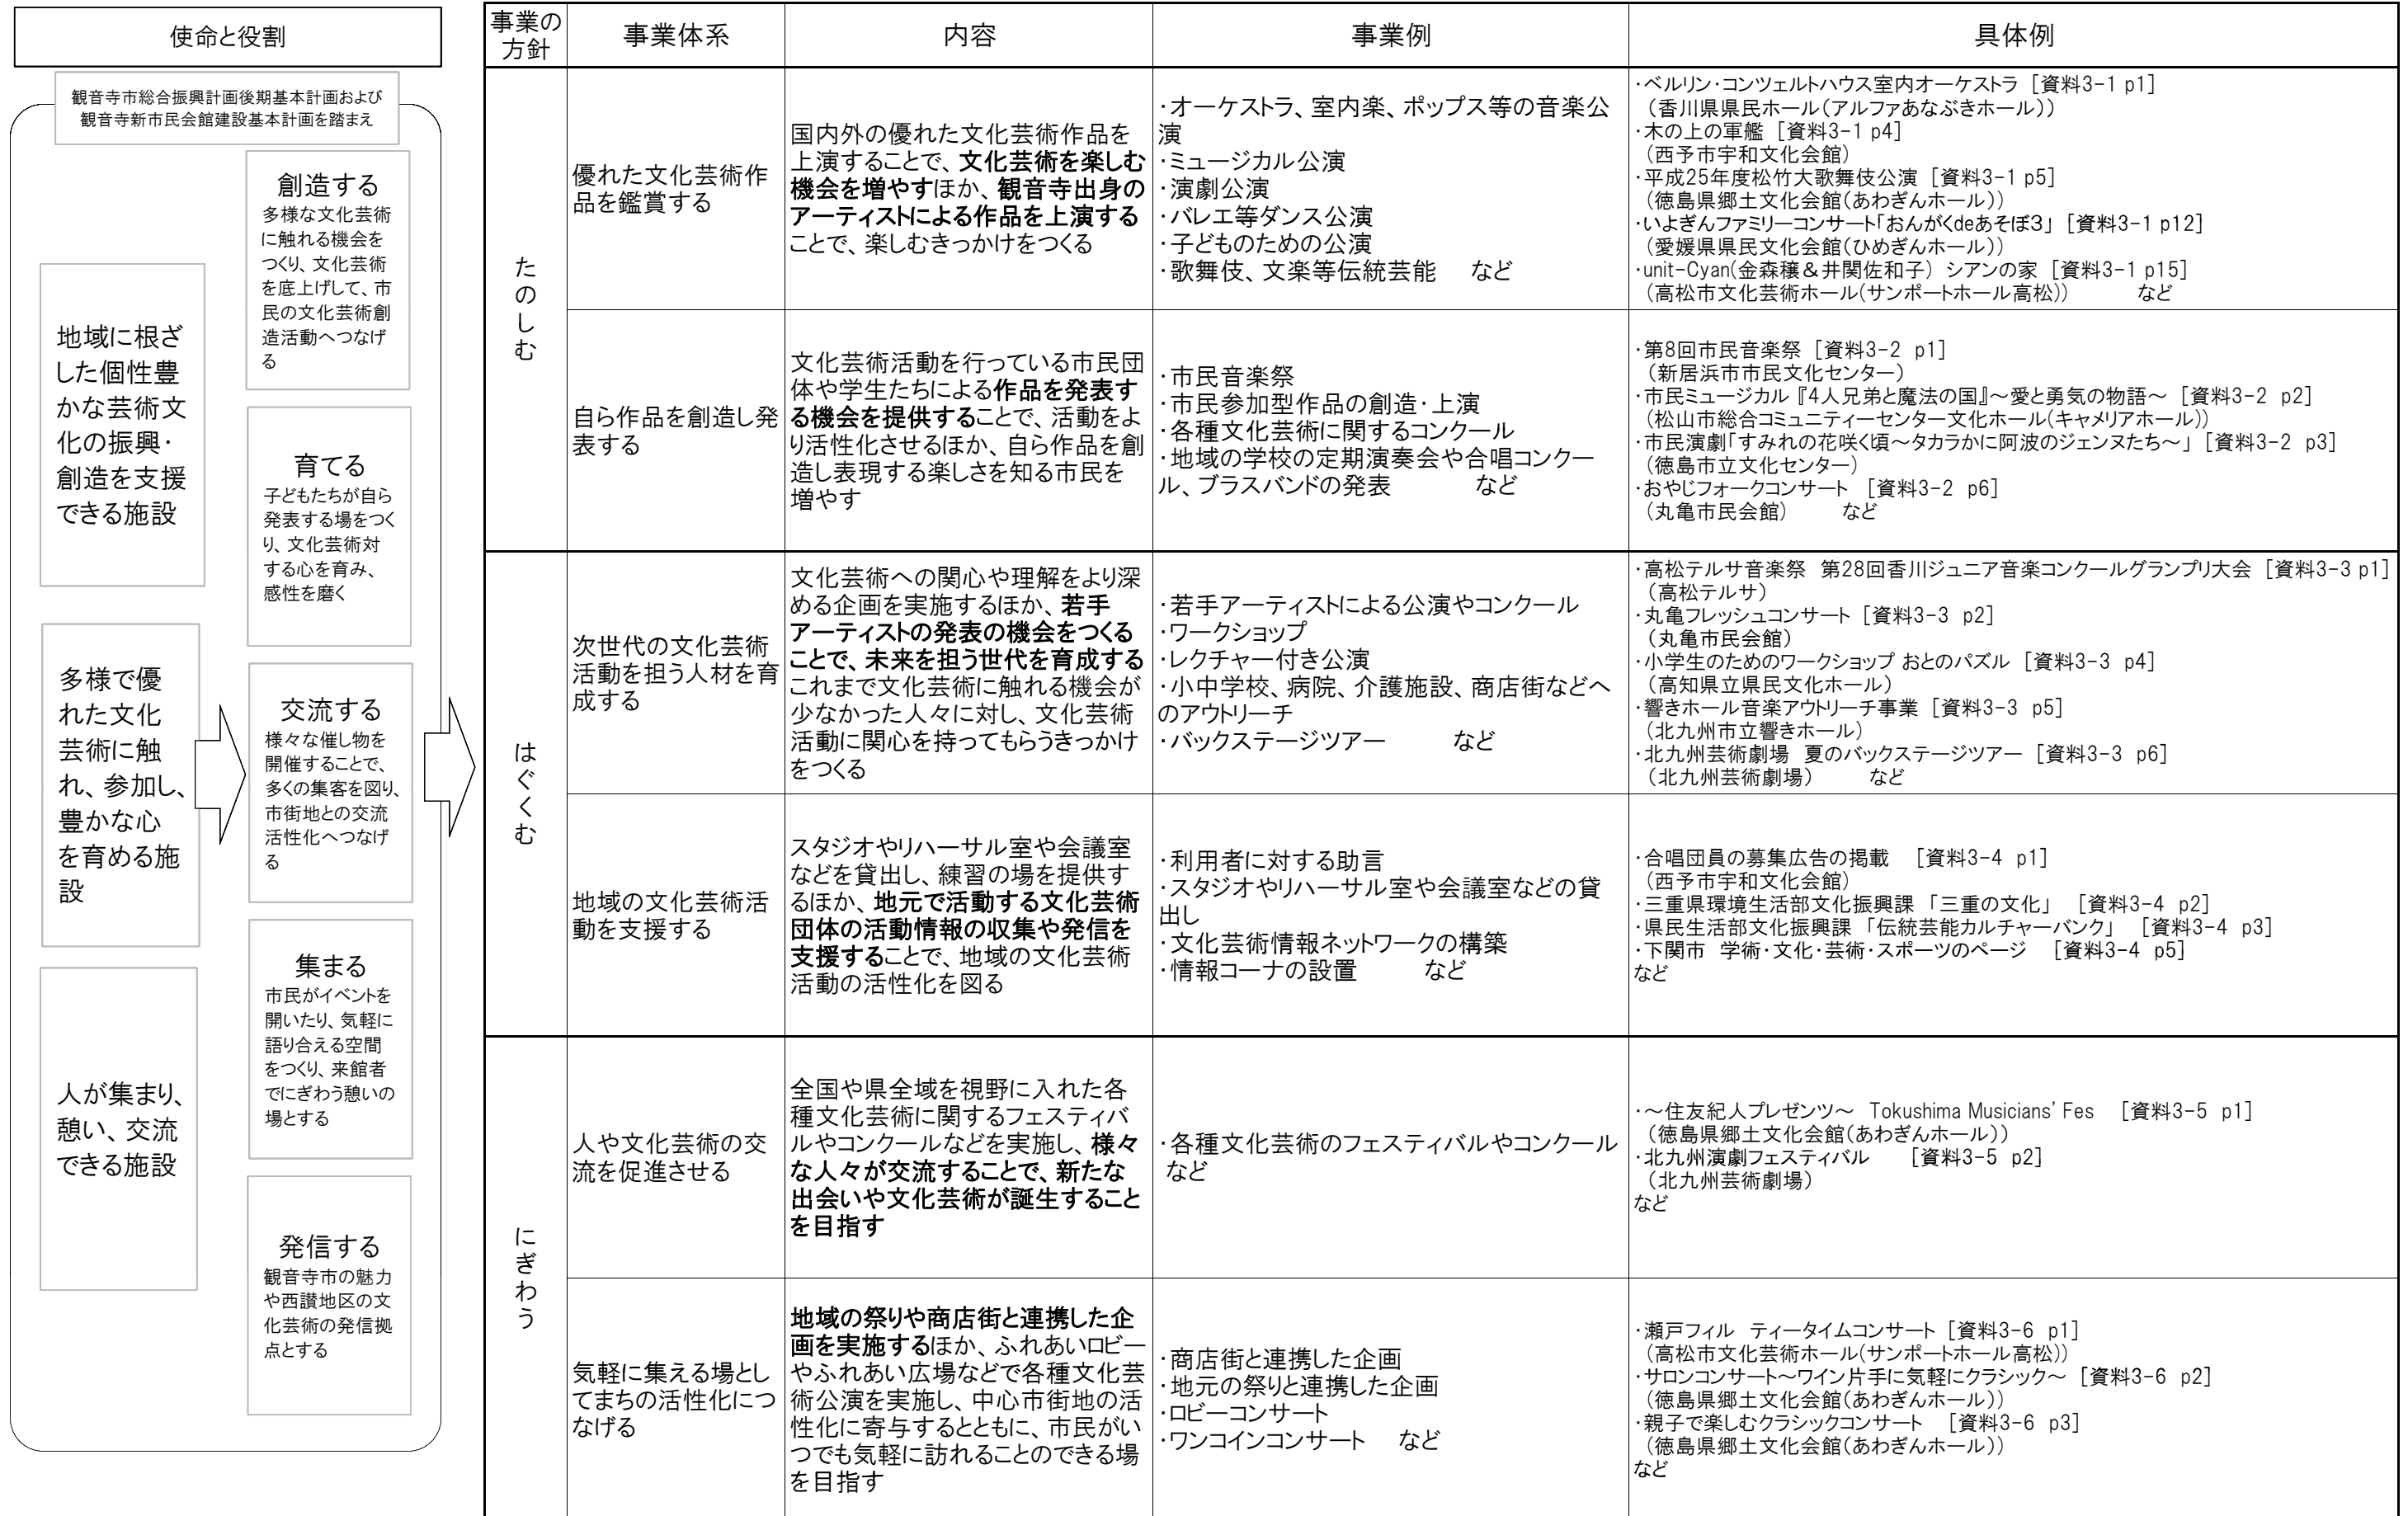 使命と役割
観音寺市総合振興計画後期基本計画および
観音寺新市民会館建設基本計画を踏まえ
地域に根ざ
した個性豊
かな芸術文
化の振興・
創造を支援
できる施設
多様で優
れた文化
芸術に触
れ、参加し、
豊かな心
を育める施
設
人が集まり、
憩い、交流
できる施設
創造する
多様な文化芸術
に触れる機会を
つくり、文化芸術
を底上げして、市
民の文化芸術創
造活動へつなげ
る
育てる
子どもたちが自ら
発表する場をつく
り、文化芸術対
する心を育み、
感性を磨く
交流する
様々な催し物を
開催することで、
多くの集客を図り、
市街地との交流
活性化へつなげ
る
集まる
市民がイベントを
開いたり、気軽に
語り合える空間
をつくり、来館者
でにぎわう憩いの
場とする
発信する
観音寺市の魅力
や西讃地区の文
化芸術の発信拠
点とする
事業の
方針
事業体系
内容
事業例
具体例
たのしむ
優れた文化芸術作
品を鑑賞する
国内外の優れた文化芸術作品を
上演することで、文化芸術を楽しむ
機会を増やすほか、観音寺出身の
アーティストによる作品を上演する
ことで、楽しむきっかけをつくる
・オーケストラ、室内楽、ポップス等の音楽公
演
・ミュージカル公演
・演劇公演
・バレエ等ダンス公演
・子どものための公演
・歌舞伎、文楽等伝統芸能　など
・ベルリン・コンツェルトハウス室内オーケストラ [資料3-1 p1]
（香川県県民ホール（アルファあなぶきホール））
・木の上の軍艦 [資料3-1 p4]
（西予市宇和文化会館）
・平成25年度松竹大歌舞伎公演 [資料3-1 p5]
（徳島県郷土文化会館（あわぎんホール））
・いよぎんファミリーコンサート「おんがくdeあそぼ3」 [資料3-1 p12]
（愛媛県県民文化会館（ひめぎんホール））
・unit-Cyan(金森穣＆井関佐和子) シアンの家 [資料3-1 p15]
（高松市文化芸術ホール（サンポートホール高松））　など
自ら作品を創造し発
表する
文化芸術活動を行っている市民団
体や学生たちによる作品を発表す
る機会を提供することで、活動をよ
り活性化させるほか、自ら作品を創
造し表現する楽しさを知る市民を
増やす
・市民音楽祭
・市民参加型作品の創造・上演
・各種文化芸術に関するコンクール
・地域の学校の定期演奏会や合唱コンクー
ル、ブラスバンドの発表　など
・第8回市民音楽祭 [資料3-2 p1]
（新居浜市市民文化センター）
・市民ミュージカル『4人兄弟と魔法の国』～愛と勇気の物語～ [資料3-2 p2]
（松山市総合コミュニティーセンター文化ホール（キャメリアホール））
・市民演劇「すみれの花咲く頃～タカラかに阿波のジェンヌたち～」 [資料3-2 p3]
（徳島市立文化センター）
・おやじフォークコンサート [資料3-2 p6]
（丸亀市民会館）　など
はぐくむ
次世代の文化芸術
活動を担う人材を育
成する
文化芸術への関心や理解をより深
める企画を実施するほか、若手
アーティストの発表の機会をつくる
ことで、未来を担う世代を育成する
これまで文化芸術に触れる機会が
少なかった人々に対し、文化芸術
活動に関心を持ってもらうきっかけ
をつくる
・若手アーティストによる公演やコンクール
・ワークショップ
・レクチャー付き公演
・小中学校、病院、介護施設、商店街などへ
のアウトリーチ
・バックステージツアー　など
・高松テルサ音楽祭　第28回香川ジュニア音楽コンクールグランプリ大会 [資料3-3 p1]
（高松テルサ）
・丸亀フレッシュコンサート [資料3-3 p2]
（丸亀市民会館）
・小学生のためのワークショップ おとのパズル [資料3-3 p4]
（高知県立県民文化ホール）
・響きホール音楽アウトリーチ事業 [資料3-3 p5]
（北九州市立響きホール）
・北九州芸術劇場　夏のバックステージツアー [資料3-3 p6]
（北九州芸術劇場）　など
地域の文化芸術活
動を支援する
スタジオやリハーサル室や会議室
などを貸出し、練習の場を提供す
るほか、地元で活動する文化芸術
団体の活動情報の収集や発信を
支援することで、地域の文化芸術
活動の活性化を図る
・利用者に対する助言
・スタジオやリハーサル室や会議室などの貸
出し
・文化芸術情報ネットワークの構築
・情報コーナの設置　など
・合唱団員の募集広告の掲載　[資料3-4 p1]
（西予市宇和文化会館）
・三重県環境生活部文化振興課 「三重の文化」　[資料3-4 p2]
・県民生活部文化振興課 「伝統芸能カルチャーバンク」　[資料3-4 p3]
・下関市　学術・文化・芸術・スポーツのページ　[資料3-4 p5]
など
にぎわう
人や文化芸術の交
流を促進させる
全国や県全域を視野に入れた各
種文化芸術に関するフェスティバ
ルやコンクールなどを実施し、様々
な人々が交流することで、新たな
出会いや文化芸術が誕生すること
を目指す
・各種文化芸術のフェスティバルやコンクール
など
・～住友紀人プレゼンツ～　Tokushima Musicians' Fes　[資料3-5 p1]
（徳島県郷土文化会館（あわぎんホール））
・北九州演劇フェスティバル　[資料3-5 p2]
（北九州芸術劇場）
など
気軽に集える場とし
てまちの活性化につ
なげる
地域の祭りや商店街と連携した企
画を実施するほか、ふれあいロビー
やふれあい広場などで各種文化芸
術公演を実施し、中心市街地の活
性化に寄与するとともに、市民がい
つでも気軽に訪れることのできる場
を目指す
・商店街と連携した企画
・地元の祭りと連携した企画
・ロビーコンサート
・ワンコインコンサート　など
・瀬戸フィル　ティータイムコンサート [資料3-6 p1]
（高松市文化芸術ホール（サンポートホール高松））
・サロンコンサート～ワイン片手に気軽にクラシック～ [資料3-6 p2]
（徳島県郷土文化会館（あわぎんホール））
・親子で楽しむクラシックコンサート　[資料3-6 p3]
（徳島県郷土文化会館（あわぎんホール））
など